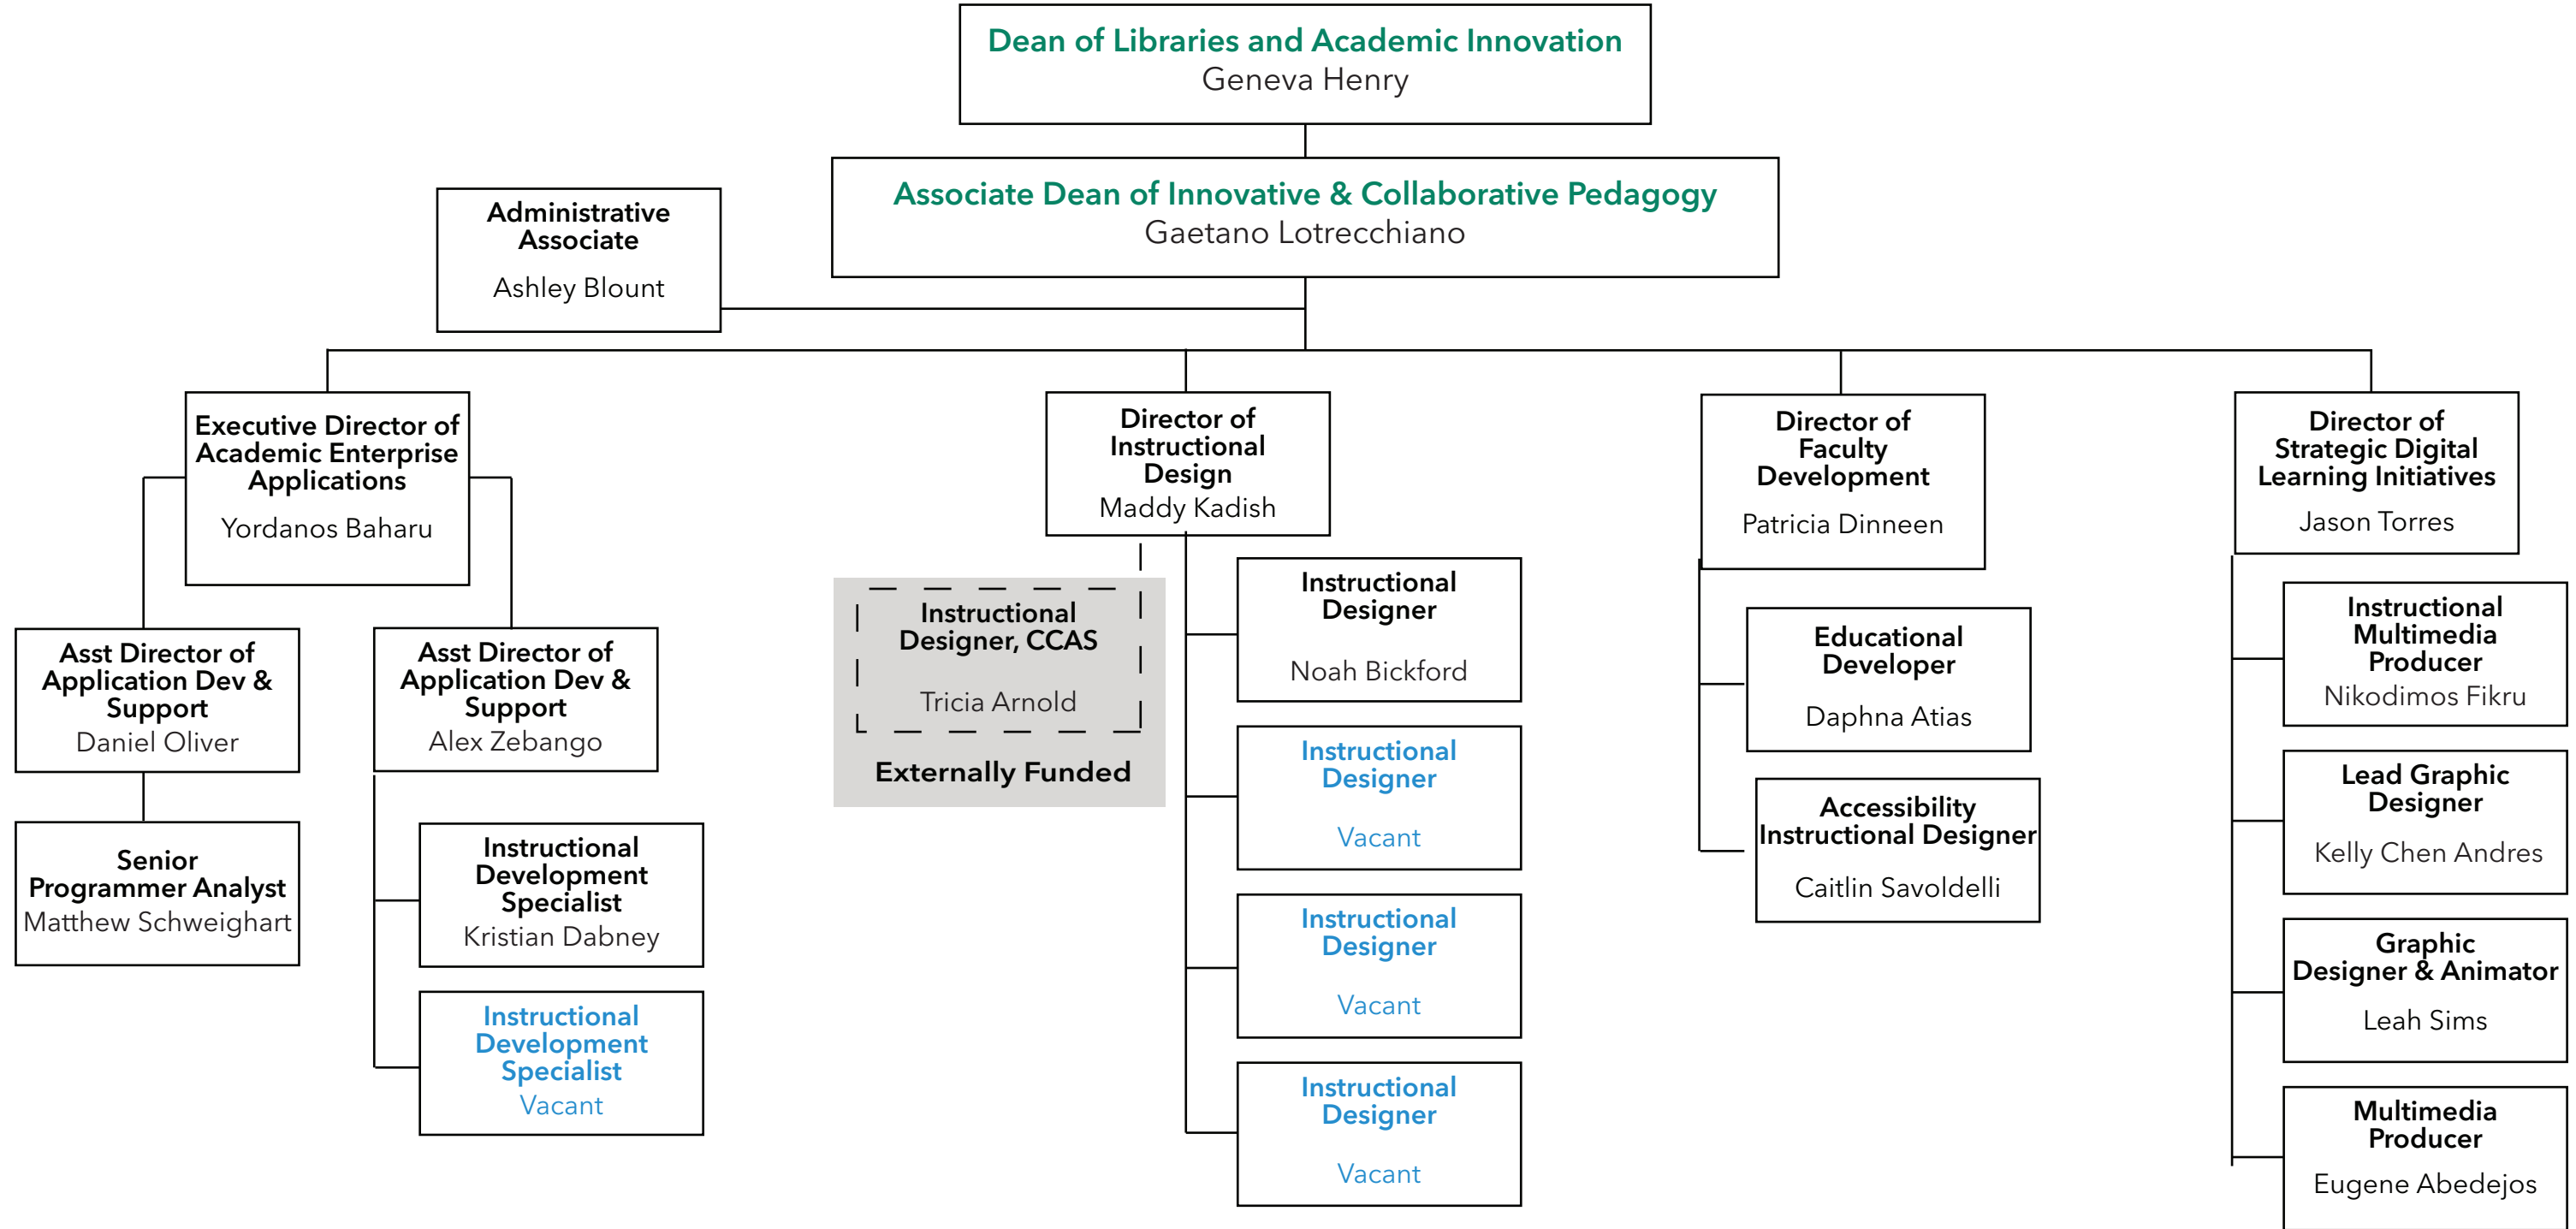 Dean of Libraries and Academic Innovation
Geneva Henry
Associate Dean of Innovative & Collaborative Pedagogy
Gaetano Lotrecchiano
Administrative
Associate
Ashley Blount
Executive Director of
Academic Enterprise
Applications
Yordanos Baharu
Asst Director of
Application Dev &
Support
Daniel Oliver
Senior
Programmer Analyst
Matthew Schweighart
Asst Director of
Application Dev &
Support
Alex Zebango
Instructional
Development
Specialist
Kristian Dabney
Instructional
Development
Specialist
Vacant
Director of
Instructional
Design
Maddy Kadish
Instructional
Designer, CCAS
Tricia Arnold
Externally Funded
Instructional
Designer
Noah Bickford
Instructional
Designer
Vacant
Instructional
Designer
Vacant
Instructional
Designer
Vacant
Director of
Faculty
Development
Patricia Dinneen
Educational
Developer
Daphna Atias
Accessibility
Instructional Designer
Caitlin Savoldelli
Director of
Strategic Digital
Learning Initiatives
Jason Torres
Instructional
Multimedia
Producer
Nikodimos Fikru
Lead Graphic
Designer
Kelly Chen Andres
Graphic
Designer & Animator
Leah Sims
Multimedia
Producer
Eugene Abedejos